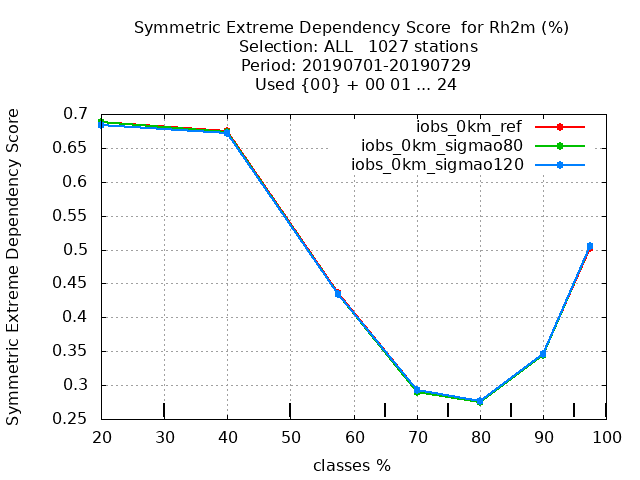 Symmetric Extreme Dependency Score  for Rh2m (%)
Selection: ALL   1027 stations
Period: 20190701-20190729
Used {00} + 00 01 ... 24
Symmetric Extreme Dependency Score
0.7
0.65
0.6
0.55
0.5
0.45
0.4
0.35
0.3
0.25
iobs_0km_ref
iobs_0km_sigmao80
iobs_0km_sigmao120
20 30 40 50 60 70 80 90 100
classes %